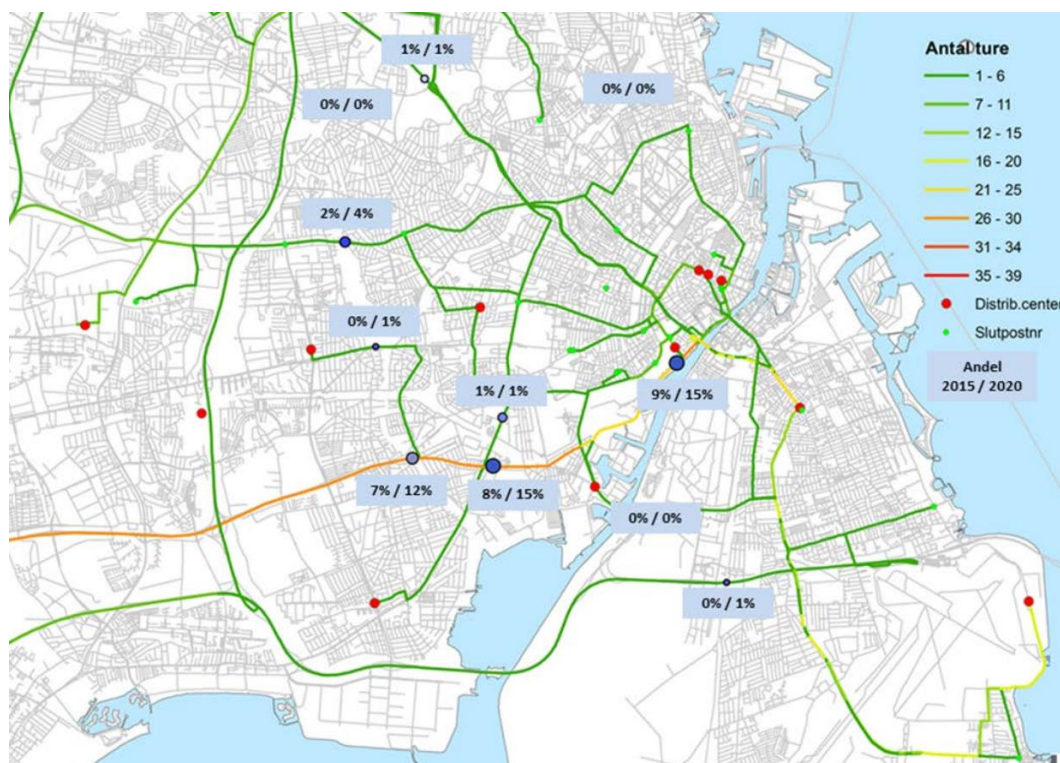 1% / 1%
0% / 0%
0% / 0%
2% / 4%
0% / 1%
1% / 1%
9% / 15%
7% / 12%
8% / 15%
0% / 0%
0% / 1%
Antal ture
1 - 6
7 - 11
12 - 15
16 - 20
21 - 25
26 - 30
31 - 34
35 - 39
Distrib.center
Slutpostnr
Andel
2015 / 2020